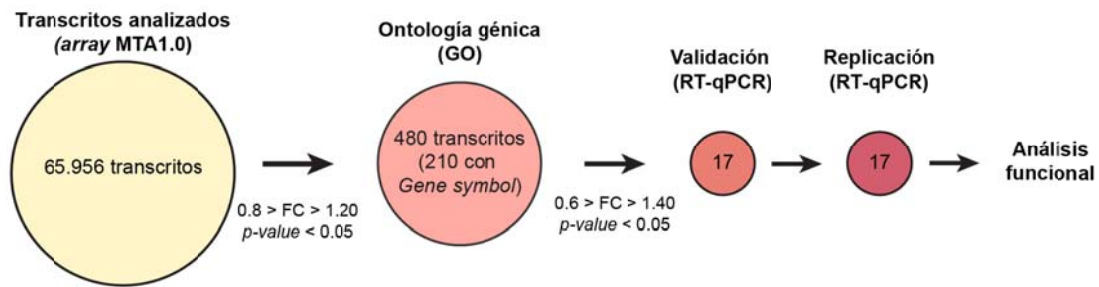 Transcritos analizados
(array MTA1.0)
65.956 transcritos
0.8 > FC > 1.20
p-value < 0.05
Ontología génica
(GO)
480 transcritos
(210 con
Gene symbol)
0.6 > FC > 1.40
p-value < 0.05
Validación
(RT-qPCR)
17
Replicación
(RT-qPCR)
17
Análisis
funcional